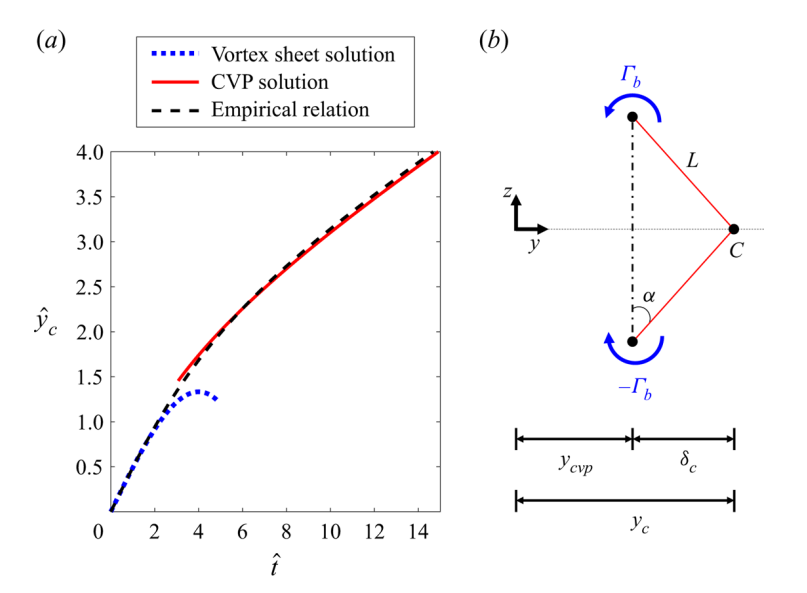 (a)
Vortex sheet solution
CVP solution
Empirical relation
4.0
3.5
3.0
2.5
2.0
1.5
1.0
0.5
0
2
4
6
8
10
12
14
ŷc
t̂
(b)
Γb
L
z
y
C
α
–Γb
ycvp
δc
yc